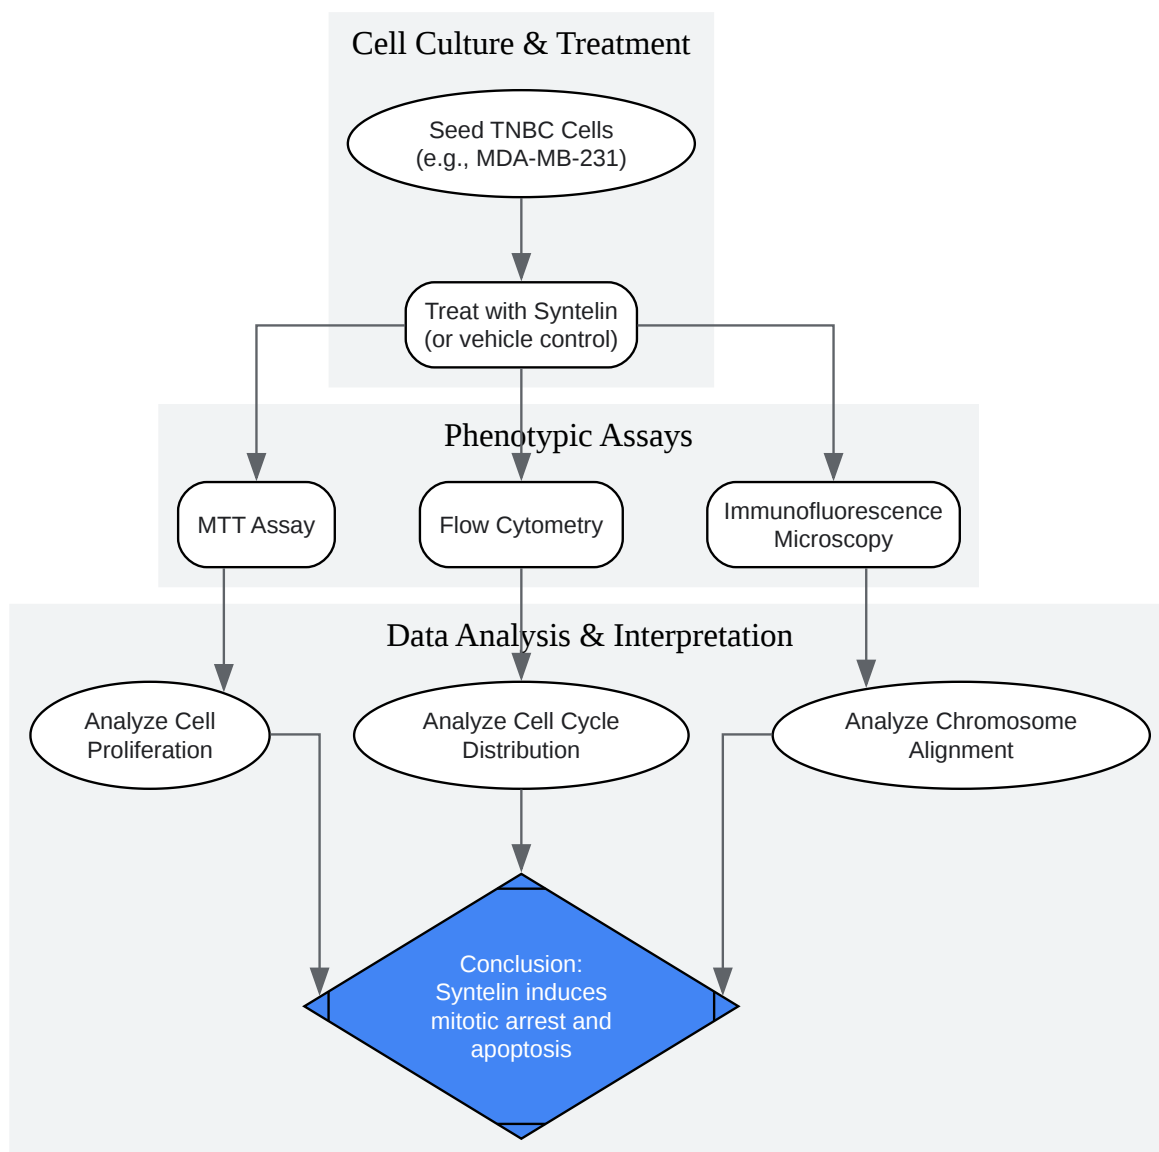 Cell Culture & Treatment
Seed TNBC Cells
(e.g., MDA-MB-231)
Treat with Syntelin
(or vehicle control)
Phenotypic Assays
MTT Assay
Flow Cytometry
Immunofluorescence
Microscopy
Data Analysis & Interpretation
Analyze Cell
Proliferation
Analyze Cell Cycle
Distribution
Analyze Chromosome
Alignment
Conclusion:
Syntelin induces
mitotic arrest and
apoptosis